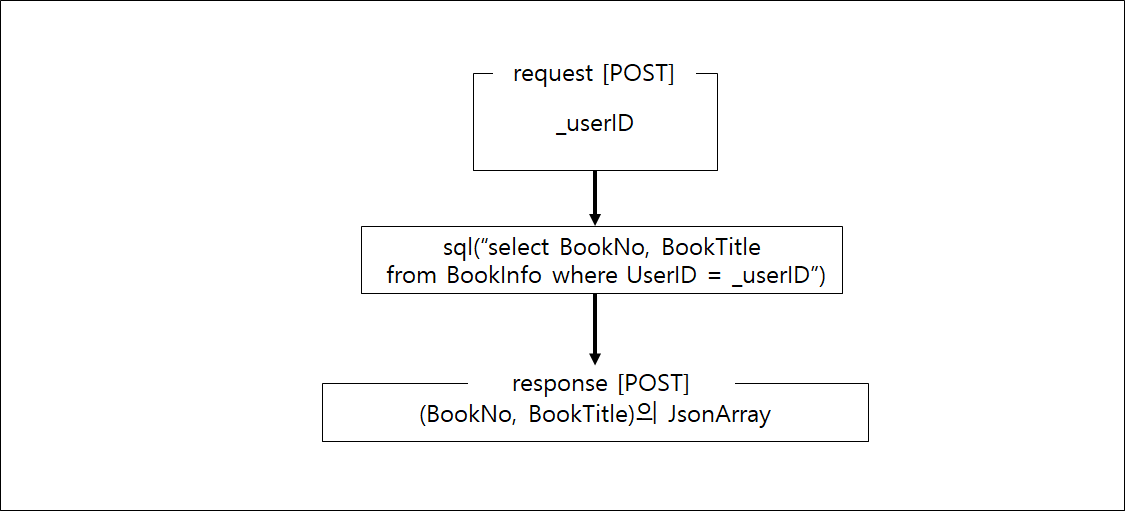 request [POST]
_userID
sql(“select BookNo, BookTitle
from BookInfo where UserID = _userID”)
response [POST]
(BookNo, BookTitle)의 JsonArray